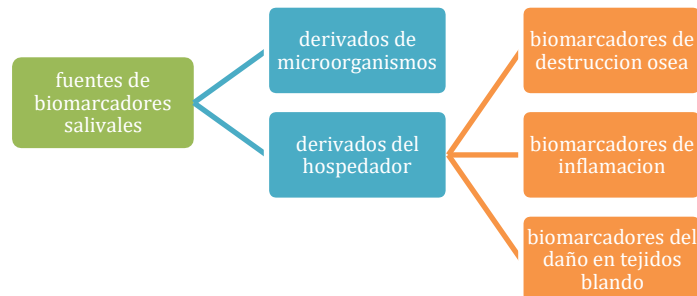 fuentes de
biomarcadores
salivales
derivados de
microorganismos
derivados del
hospedador
biomarcadores de
destruccion osea
biomarcadores de
inflamacion
biomarcadores del
daño en tejidos
blando